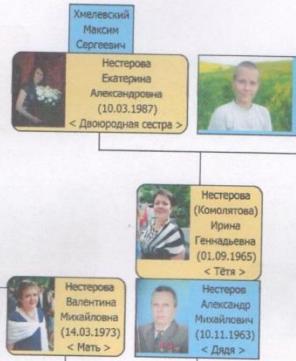 Хмелевский
Максим
Сергеевич
Нестерова
Екатерина
Александровна
(10.03.1987)
< Двоюродная сестра >
Нестерова
(Комолятова)
Ирина
Геннадьевна
(01.09.1965)
< Тётя >
Нестерова
Валентина
Михайловна
(14.03.1973)
< Мать >
Нестеров
Александр
Михайлович
(10.11.1963)
< Дядя >